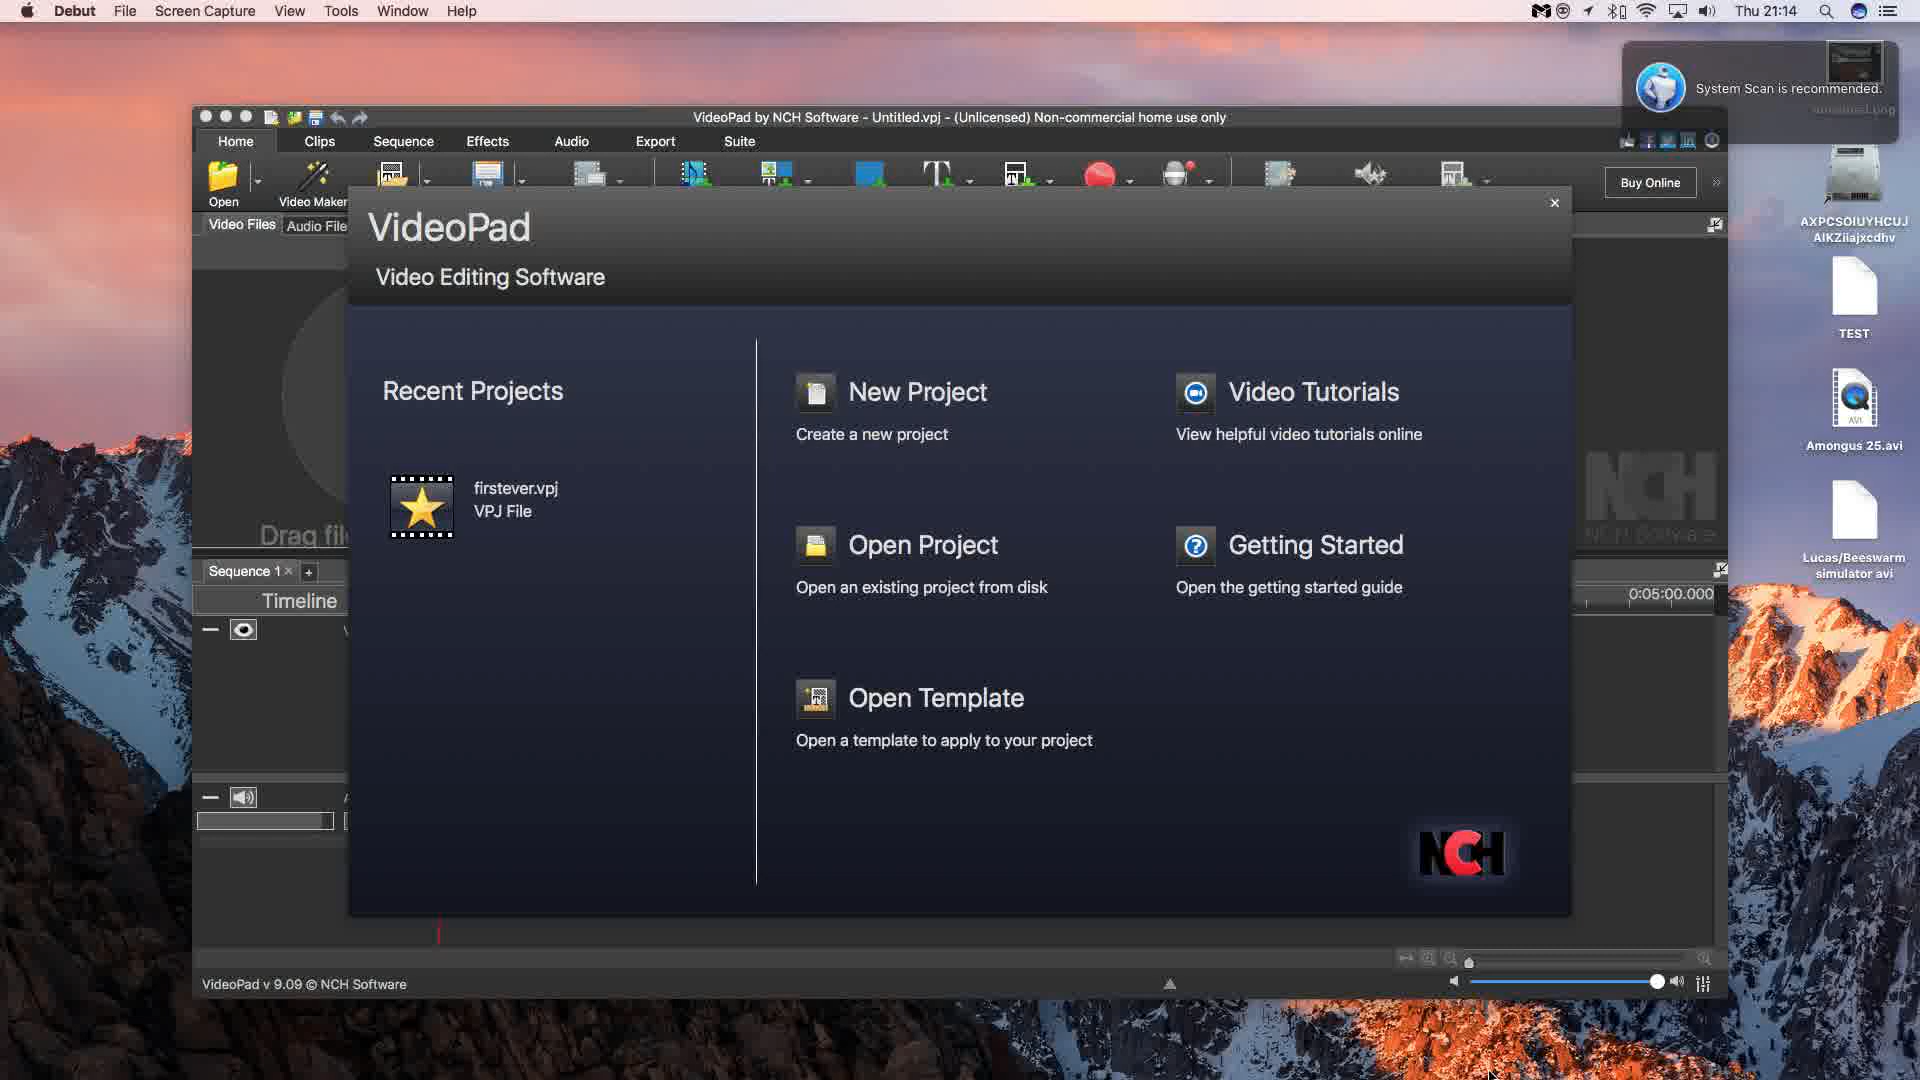 Debut File Screen Capture View Tools Window Help
Thu 21:14
System Scan is recommended.
VideoPad by NCH Software - Untitled.vpj - (Unlicensed) Non-commercial home use only
Home Clips Sequence Effects Audio Export Suite
Open Video Maker
Buy Online
Video Files Audio File
VideoPad
Video Editing Software
Recent Projects
firstever.vpj
VPJ File
New Project
Create a new project
Video Tutorials
View helpful video tutorials online
Open Project
Open an existing project from disk
Getting Started
Open the getting started guide
Open Template
Open a template to apply to your project
NCH
Drag fil
NCH
NCH Software
Sequence 1
Timeline
0:05:00.000
VideoPad v 9.09 © NCH Software
AXPCSOIUYHCUJ
AIKZiiajxcdhv
TEST
AVI
Amongus 25.avi
Lucas/Beeswarm
simulator avi